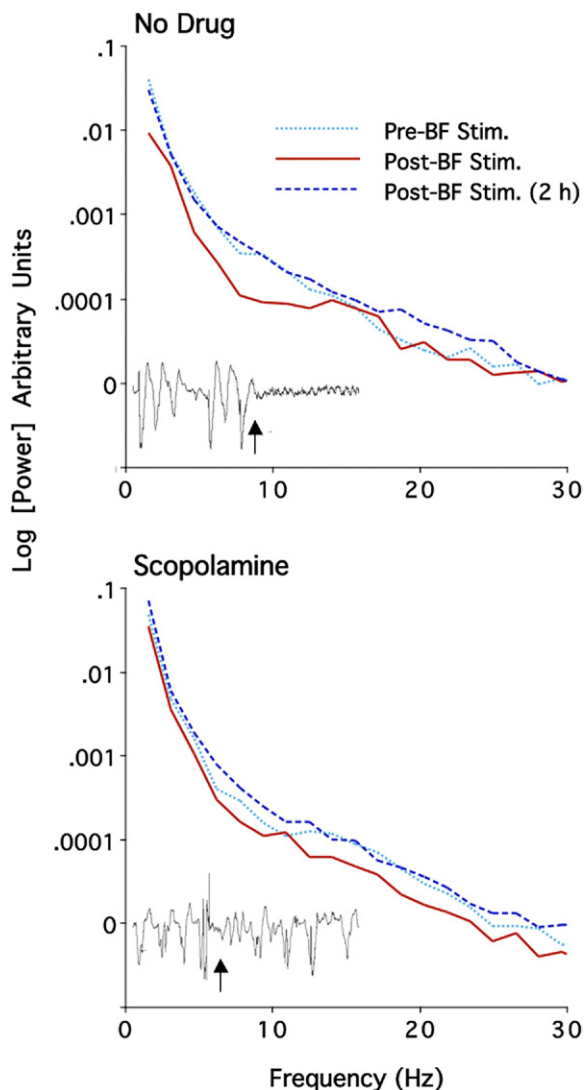 No Drug
.1
.01
.001
.0001
0
Pre-BF Stim.
Post-BF Stim.
Post-BF Stim. (2 h)
0 10 20 30
Log [Power] Arbitrary Units
Scopolamine
.1
.01
.001
.0001
0
0 10 20 30
Frequency (Hz)